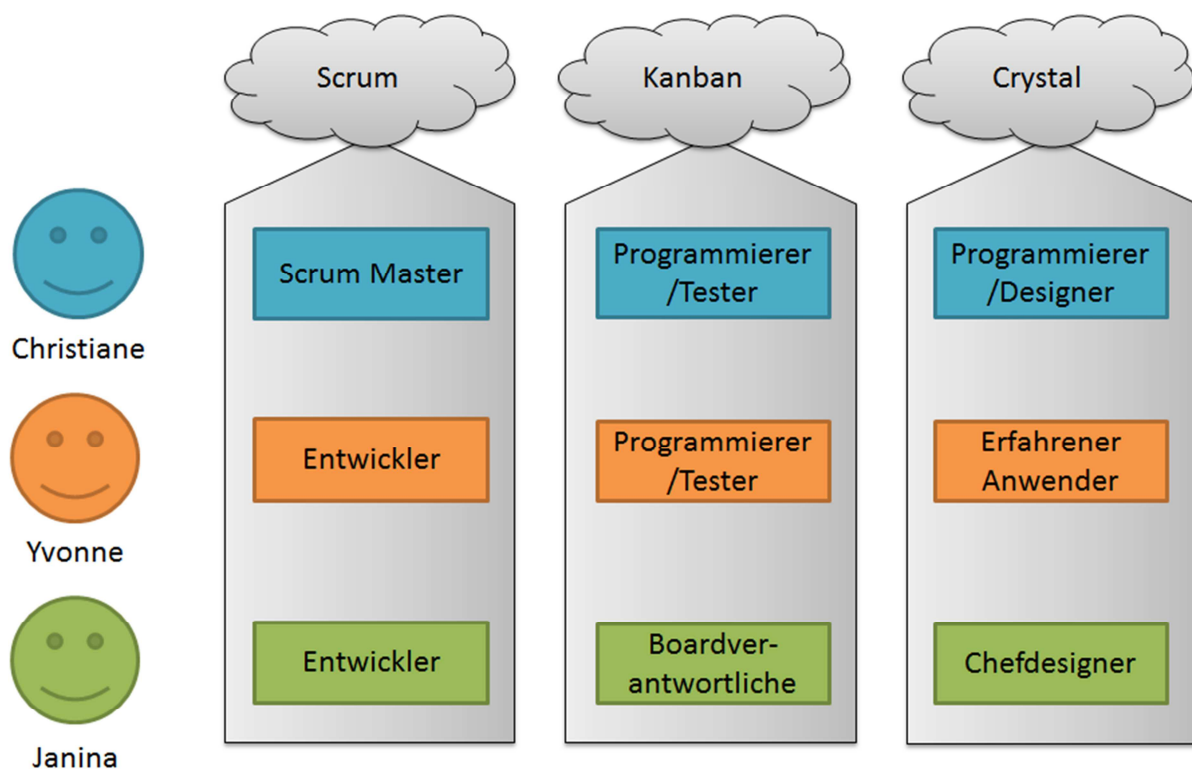 Scrum
Kanban
Crystal
Christiane
Scrum Master
Programmierer
/Tester
Programmierer
/Designer
Yvonne
Entwickler
Programmierer
/Tester
Erfahrener
Anwender
Janina
Entwickler
Boardver-
antwortliche
Chefdesigner